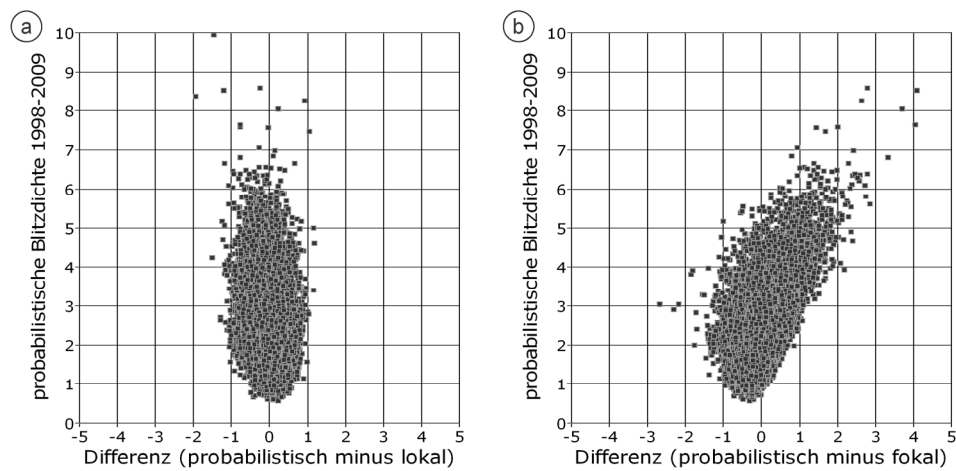 a
probabilistische Blitzdichte 1998-2009
10
9
8
7
6
5
4
3
2
1
0
-5 -4 -3 -2 -1 0 1 2 3 4 5
Differenz (probabilistisch minus lokal)
b
probabilistische Blitzdichte 1998-2009
10
9
8
7
6
5
4
3
2
1
0
-5 -4 -3 -2 -1 0 1 2 3 4 5
Differenz (probabilistisch minus fokal)